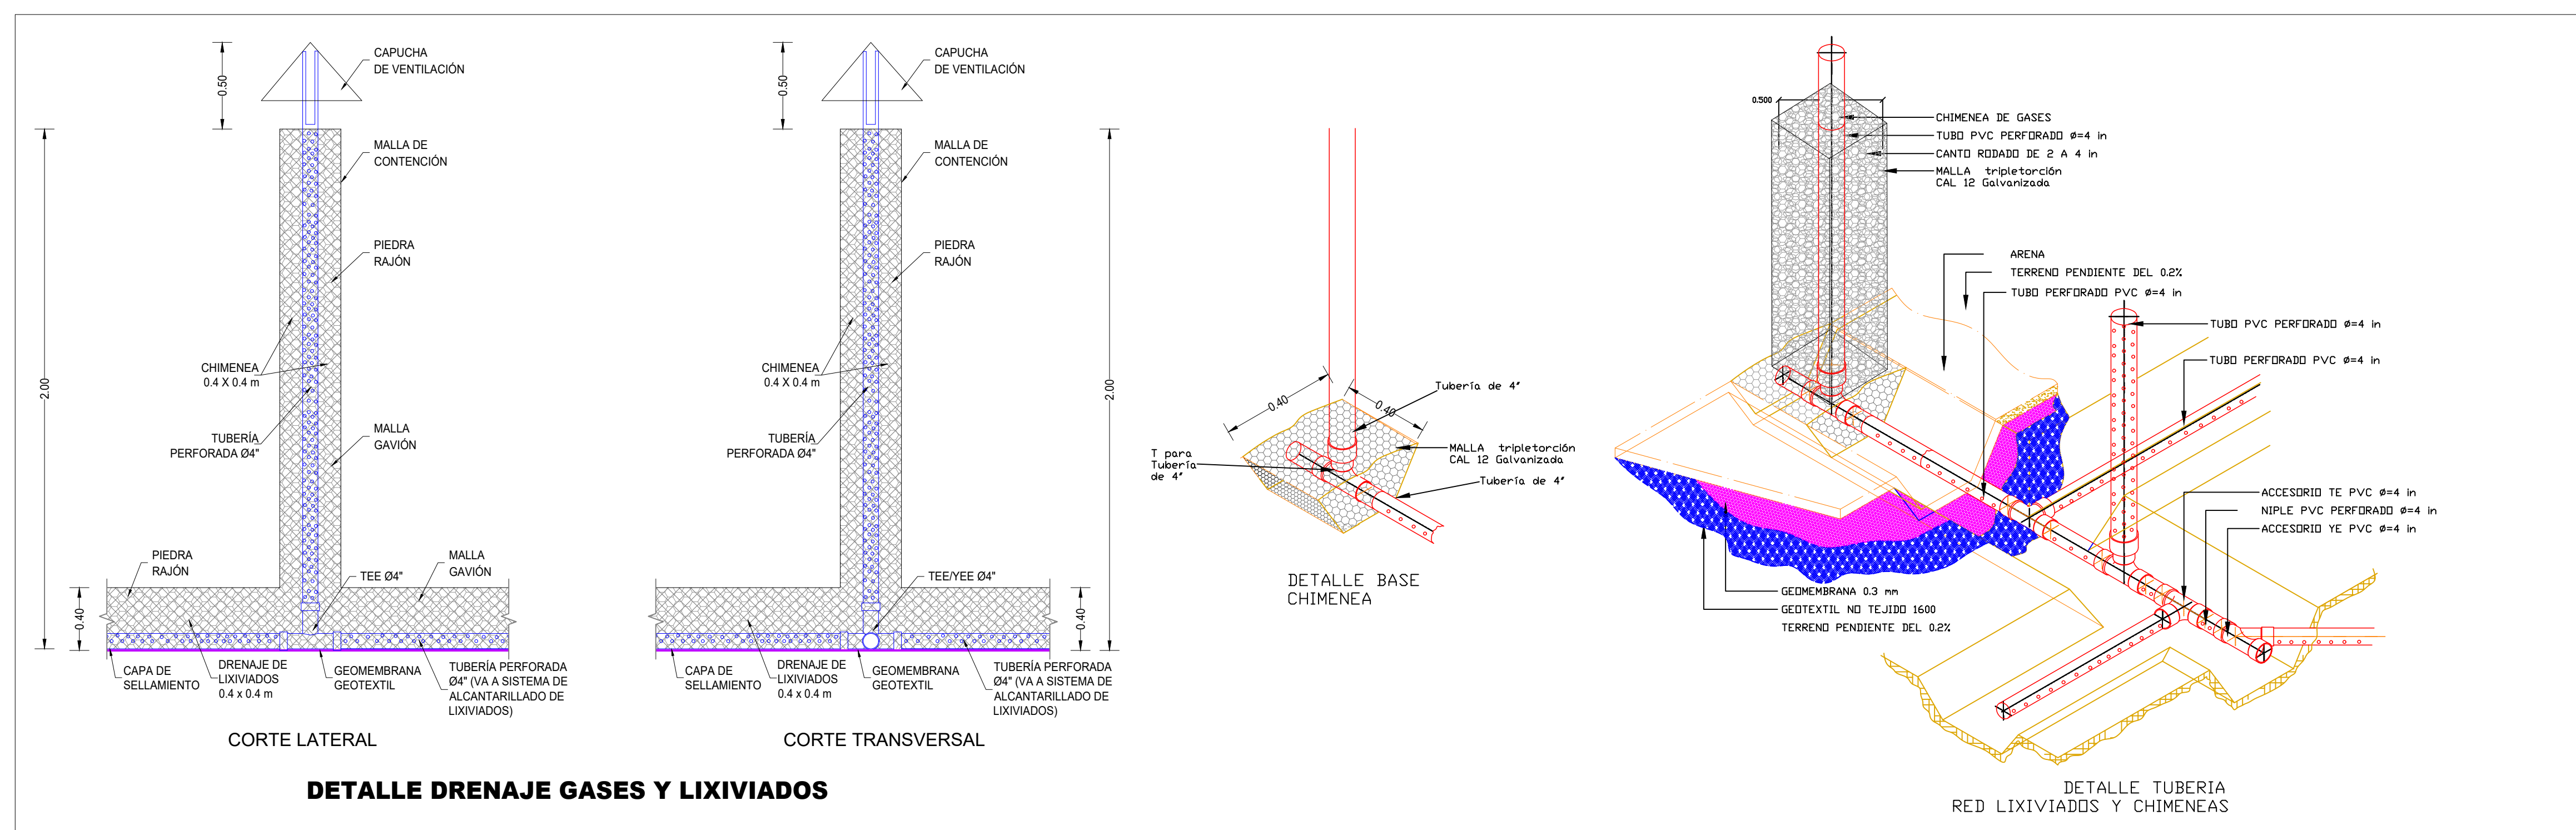 0.50
CAPUCHA
DE VENTILACIÓN
MALLA DE
CONTENCIÓN
PIEDRA
RAJÓN
CHIMENEA
0.4 X 0.4 m
2.00
TUBERÍA
PERFORADA Ø4"
MALLA
GAVIÓN
PIEDRA
RAJÓN
MALLA
GAVIÓN
TEE Ø4"
0.40
CAPA DE
SELLAMIENTO
DRENAJE DE
LIXIVIADOS
0.4 x 0.4 m
GEOMEMBRANA
GEOTEXTIL
TUBERÍA PERFORADA
Ø4" (VA A SISTEMA DE
ALCANTARILLADO DE
LIXIVIADOS)
CORTE LATERAL
0.50
CAPUCHA
DE VENTILACIÓN
MALLA DE
CONTENCIÓN
PIEDRA
RAJÓN
CHIMENEA
0.4 X 0.4 m
2.00
TUBERÍA
PERFORADA Ø4"
TEE/YEE Ø4"
0.40
CAPA DE
SELLAMIENTO
DRENAJE DE
LIXIVIADOS
0.4 x 0.4 m
GEOMEMBRANA
GEOTEXTIL
TUBERÍA PERFORADA
Ø4" (VA A SISTEMA DE
ALCANTARILLADO DE
LIXIVIADOS)
CORTE TRANSVERSAL
DETALLE DRENAJE GASES Y LIXIVIADOS
0.40
0.40
Tubería de 4"
MALLA tripletorción
CAL 12 Galvanizada
T para
Tubería
de 4"
Tubería de 4"
DETALLE BASE
CHIMENEA
0.500
CHIMENEA DE GASES
TUBO PVC PERFORADO Ø=4 in
CANTO RODADO DE 2 A 4 in
MALLA tripletorción
CAL 12 Galvanizada
ARENA
TERRENO PENDIENTE DEL 0.2%
TUBO PERFORADO PVC Ø=4 in
TUBO PVC PERFORADO Ø=4 in
TUBO PERFORADO PVC Ø=4 in
ACCESORIO TE PVC Ø=4 in
NIPLE PVC PERFORADO Ø=4 in
ACCESORIO YE PVC Ø=4 in
GEOMEMBRANA 0.3 mm
GEOTEXTIL NO TEJIDO 1600
TERRENO PENDIENTE DEL 0.2%
DETALLE TUBERIA
RED LIXIVIADOS Y CHIMENEAS